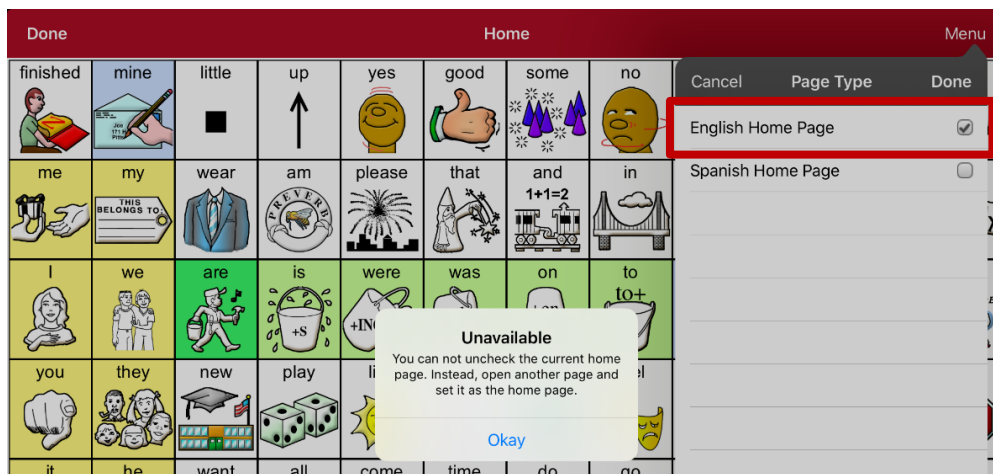 Done Home Menu
finished mine little up yes good some no
Cancel Page Type Done
English Home Page
me my wear am please that and in
Spanish Home Page
THIS
BELONGS TO
PREVERB
1+1=2
I we are is were was on to
to+
+S
+IN
Unavailable
You can not uncheck the current home
page. Instead, open another page and
set it as the home page.
Okay
you they new play
it he want all come time do go